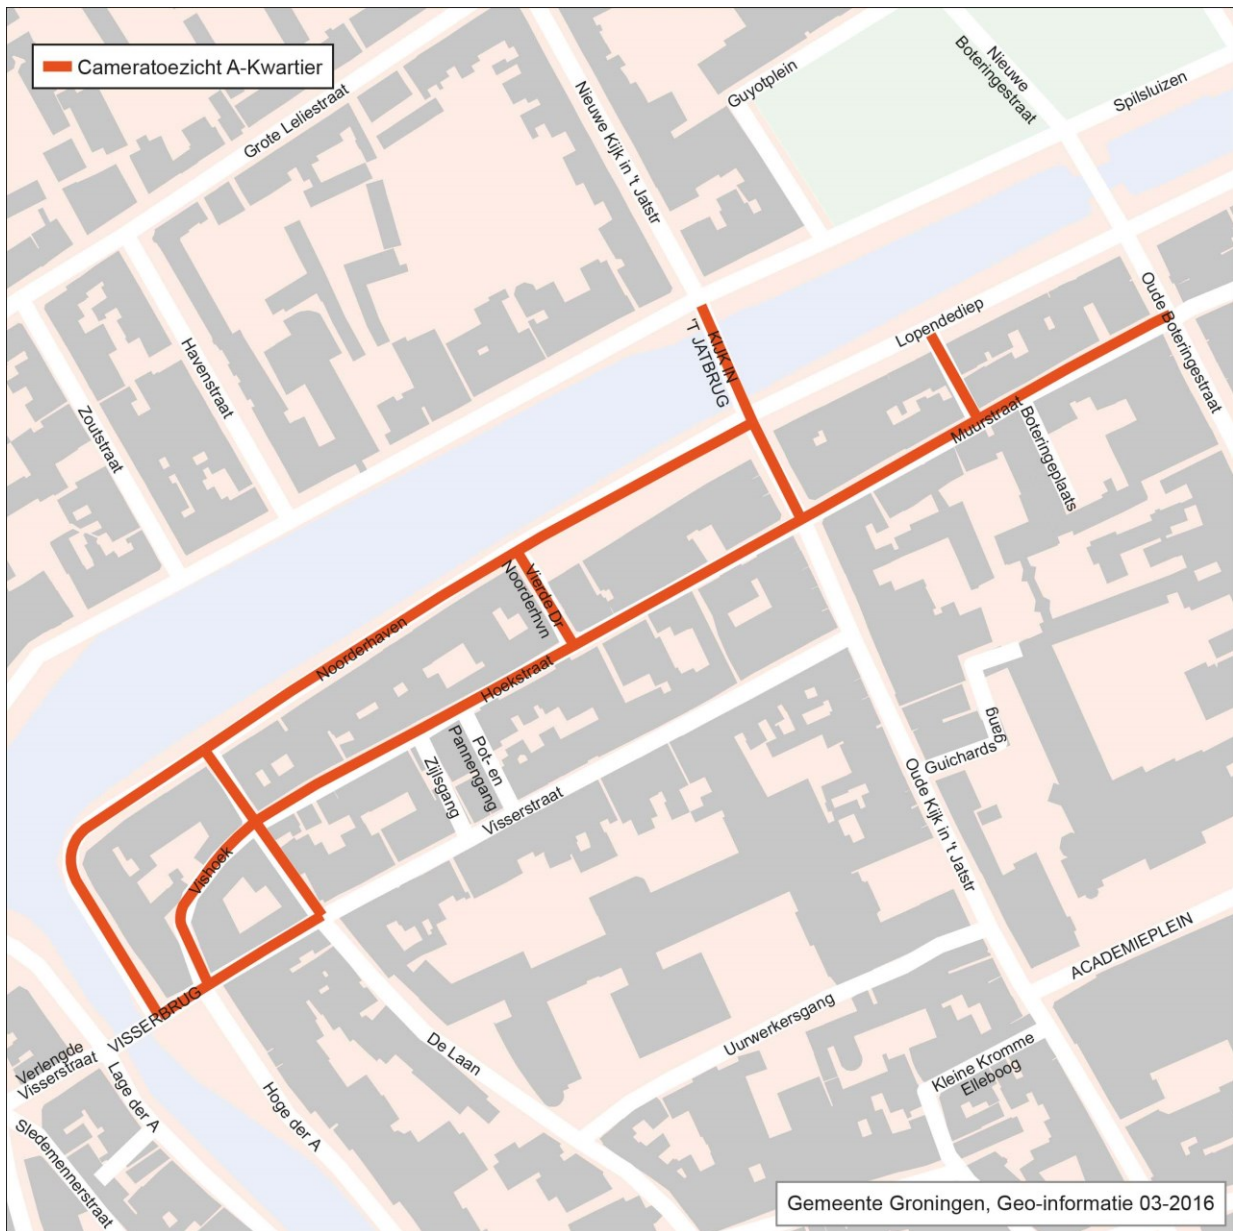 Cameratoezicht A-Kwartier
Grote Leliestraat
Nieuwe Kijk in 't Jatstr
Guyotplein
Nieuwe
Boteringestraat
Spilsluizen
Havenstraat
Zoutstraat
KIJK IN
'T JATBRUG
Lopendediep
Oude Boteringestraat
Muurstraat
Boteringeplaats
Noorderhaven
Vierde Dr
Noorderhvn
Hoekstraat
Pot- en
Pannengang
Zijlsgang
Visserstraat
Guichards
gang
Oude Kijk in 't Jatstr
Vishoek
VISSERBRUG
Verlengde
Visserstraat
Lage der A
Hoge der A
De Laan
Uurwerkersgang
ACADEMIEPLEIN
Kleine Kromme
Elleboog
Sledemennerstraat
Gemeente Groningen, Geo-informatie 03-2016